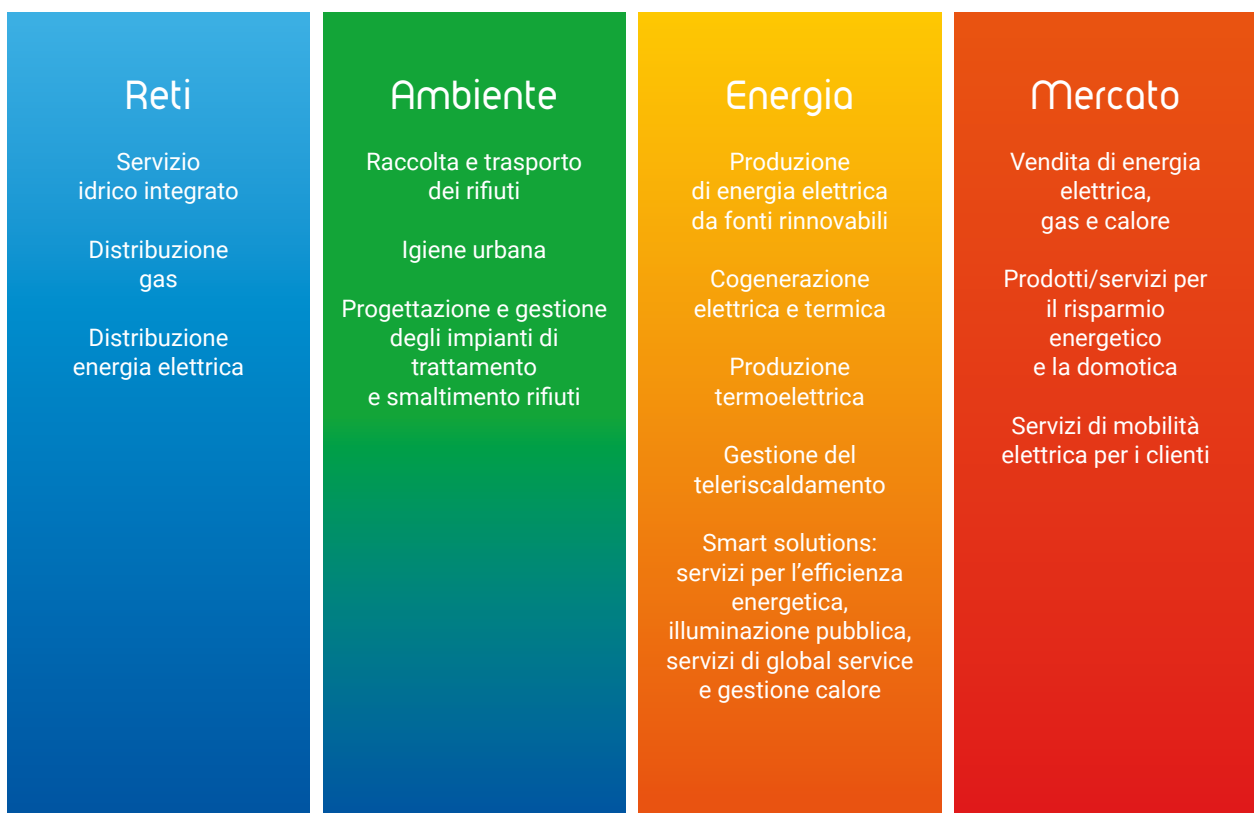 Reti
Servizio
idrico integrato
Distribuzione
gas
Distribuzione
energia elettrica
Ambiente
Raccolta e trasporto
dei rifiuti
Igiene urbana
Progettazione e gestione
degli impianti di
trattamento
e smaltimento rifiuti
Energia
Produzione
di energia elettrica
da fonti rinnovabili
Cogenerazione
elettrica e termica
Produzione
termoelettrica
Gestione del
teleriscaldamento
Smart solutions:
servizi per l’efficienza
energetica,
illuminazione pubblica,
servizi di global service
e gestione calore
Mercato
Vendita di energia
elettrica,
gas e calore
Prodotti/servizi per
il risparmio
energetico
e la domotica
Servizi di mobilità
elettrica per i clienti